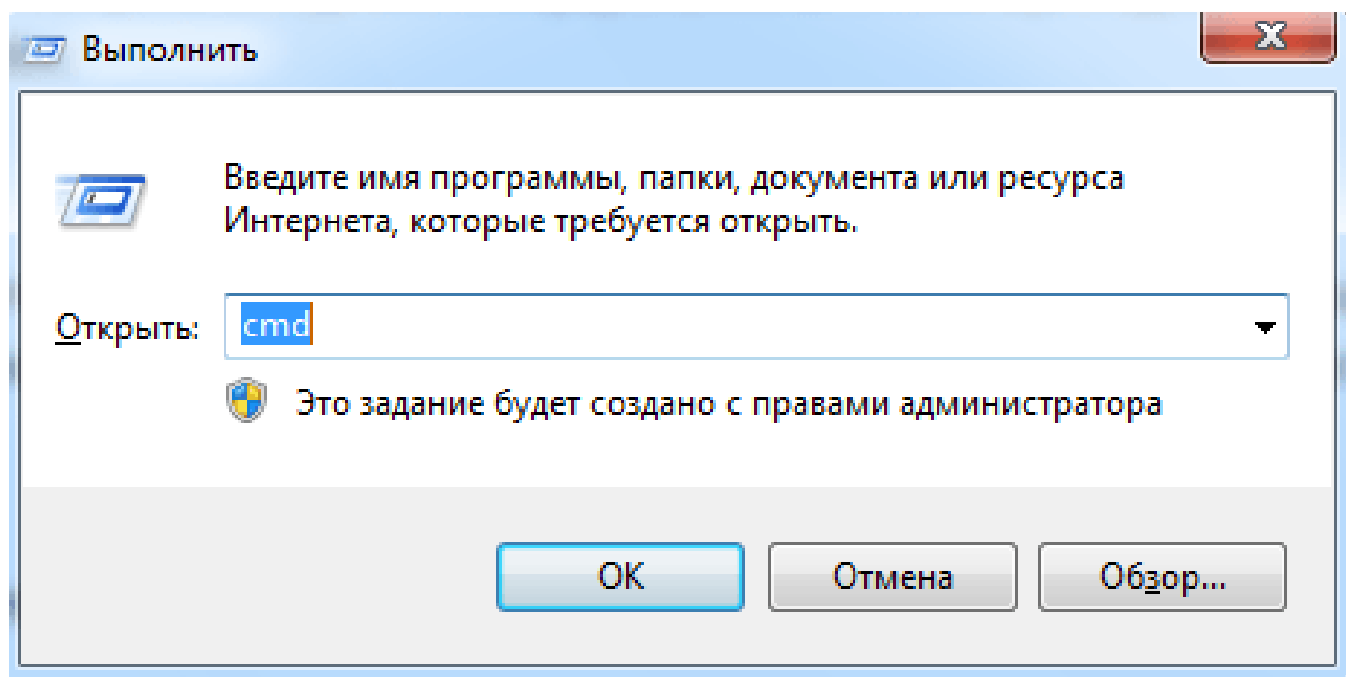 Выполнить
Введите имя программы, папки, документа или ресурса
Интернета, которые требуется открыть.
Открыть: cmd
Это задание будет создано с правами администратора
OK Отмена Обзор...